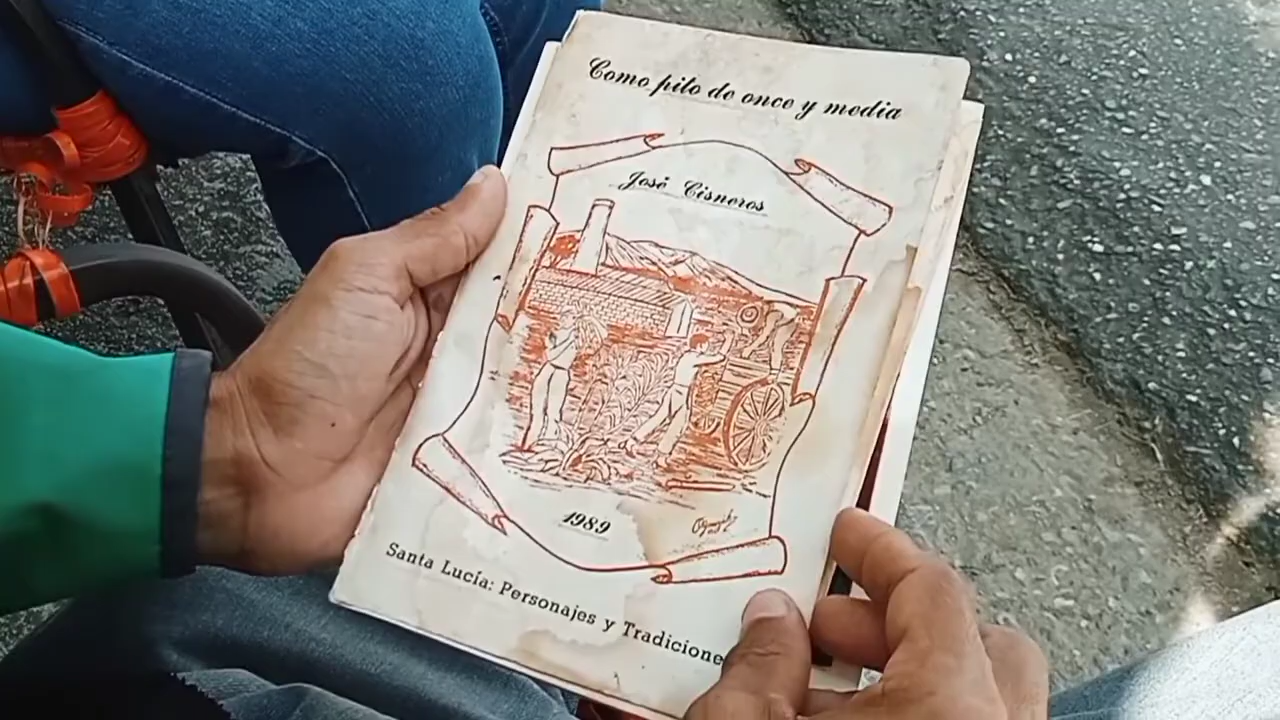 Como pito de once y media
José Cisneros
1989
Santa Lucía: Personajes y Tradicione